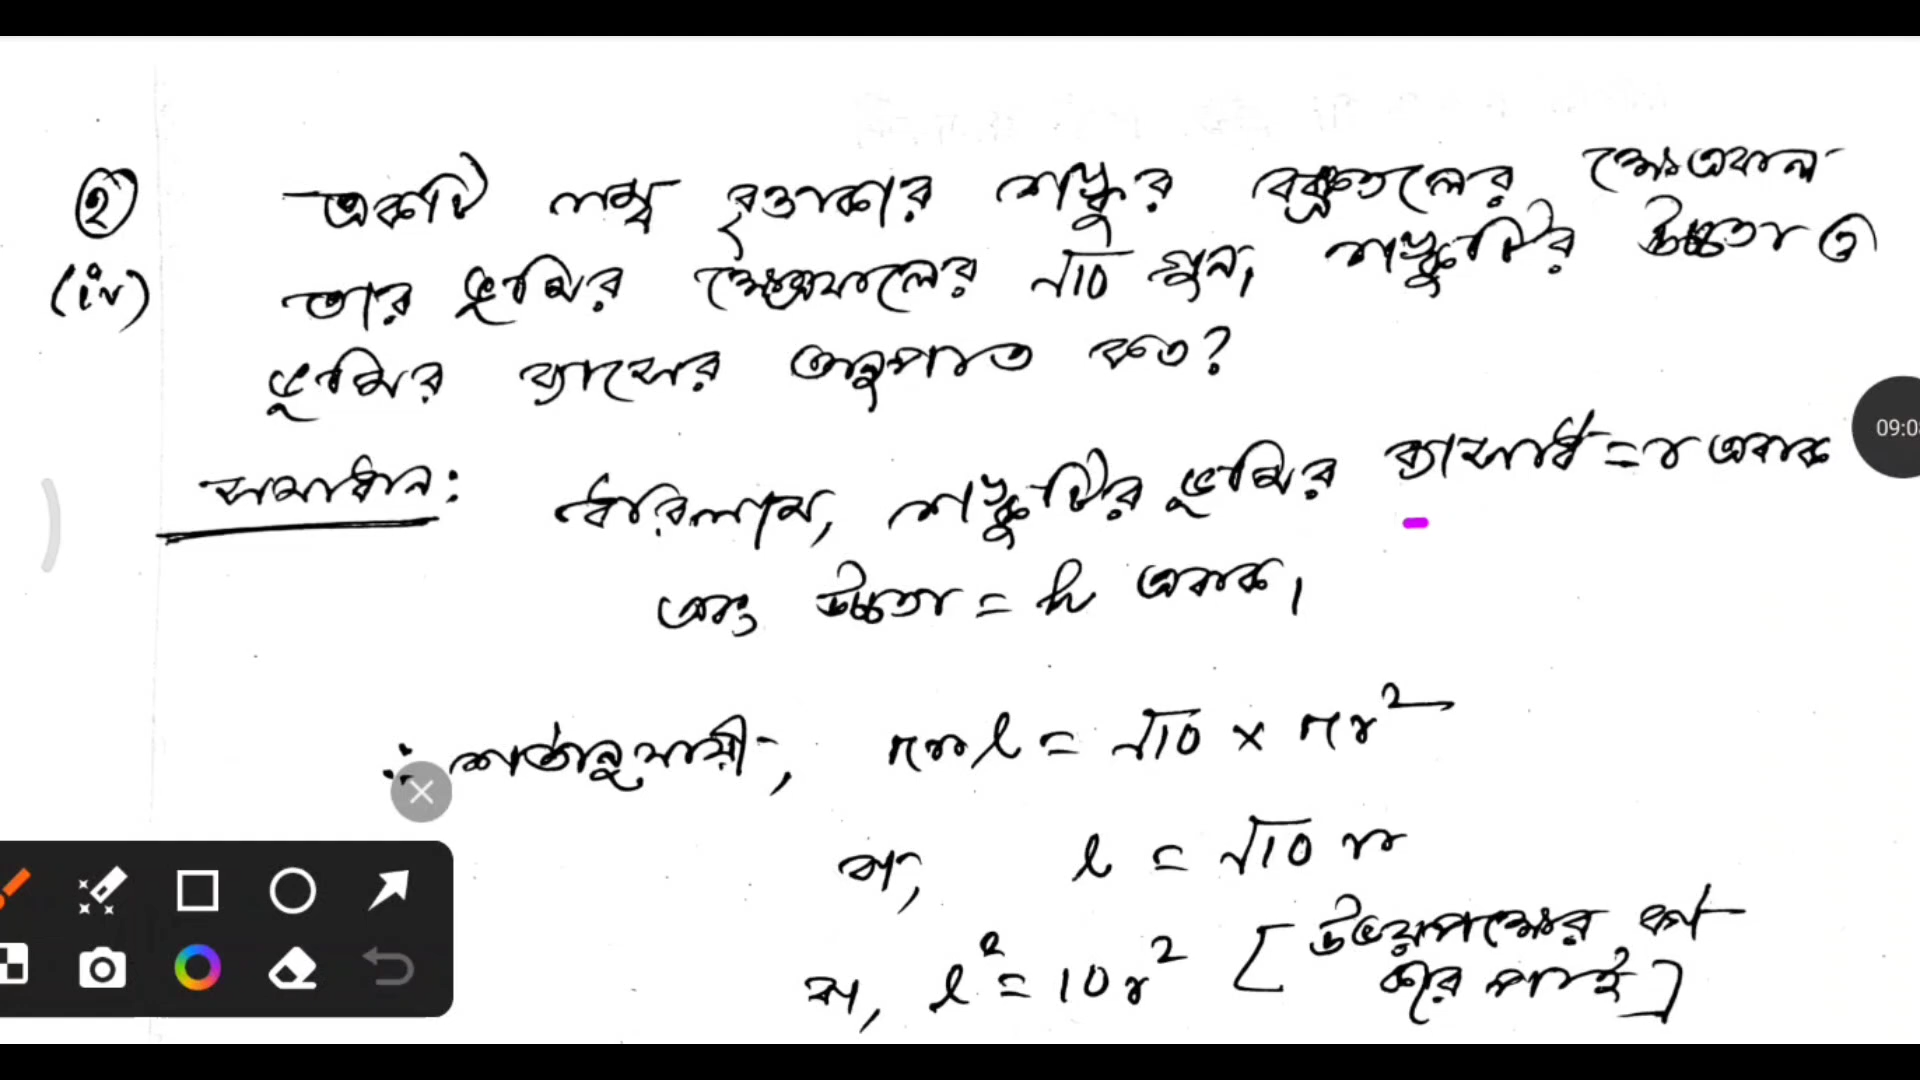 ২ একটি লম্ব বৃত্তাকার শঙ্কুর বক্রতলের ক্ষেত্রফল
(iv) তার ভূমির ক্ষেত্রফলের √10 গুন। শঙ্কুটির উচ্চতা ও
ভূমির ব্যাসের অনুপাত কত?
সমাধান: ধরিলাম, শঙ্কুটির ভূমির ব্যাসার্ধ = r একক
এবং উচ্চতা = h একক।
09:0
∴ শর্তানুযায়ী, πrl = √10 × πr²
বা, l = √10 r
বা, l² = 10r² [উভয়পক্ষের বর্গ
করে পাই]